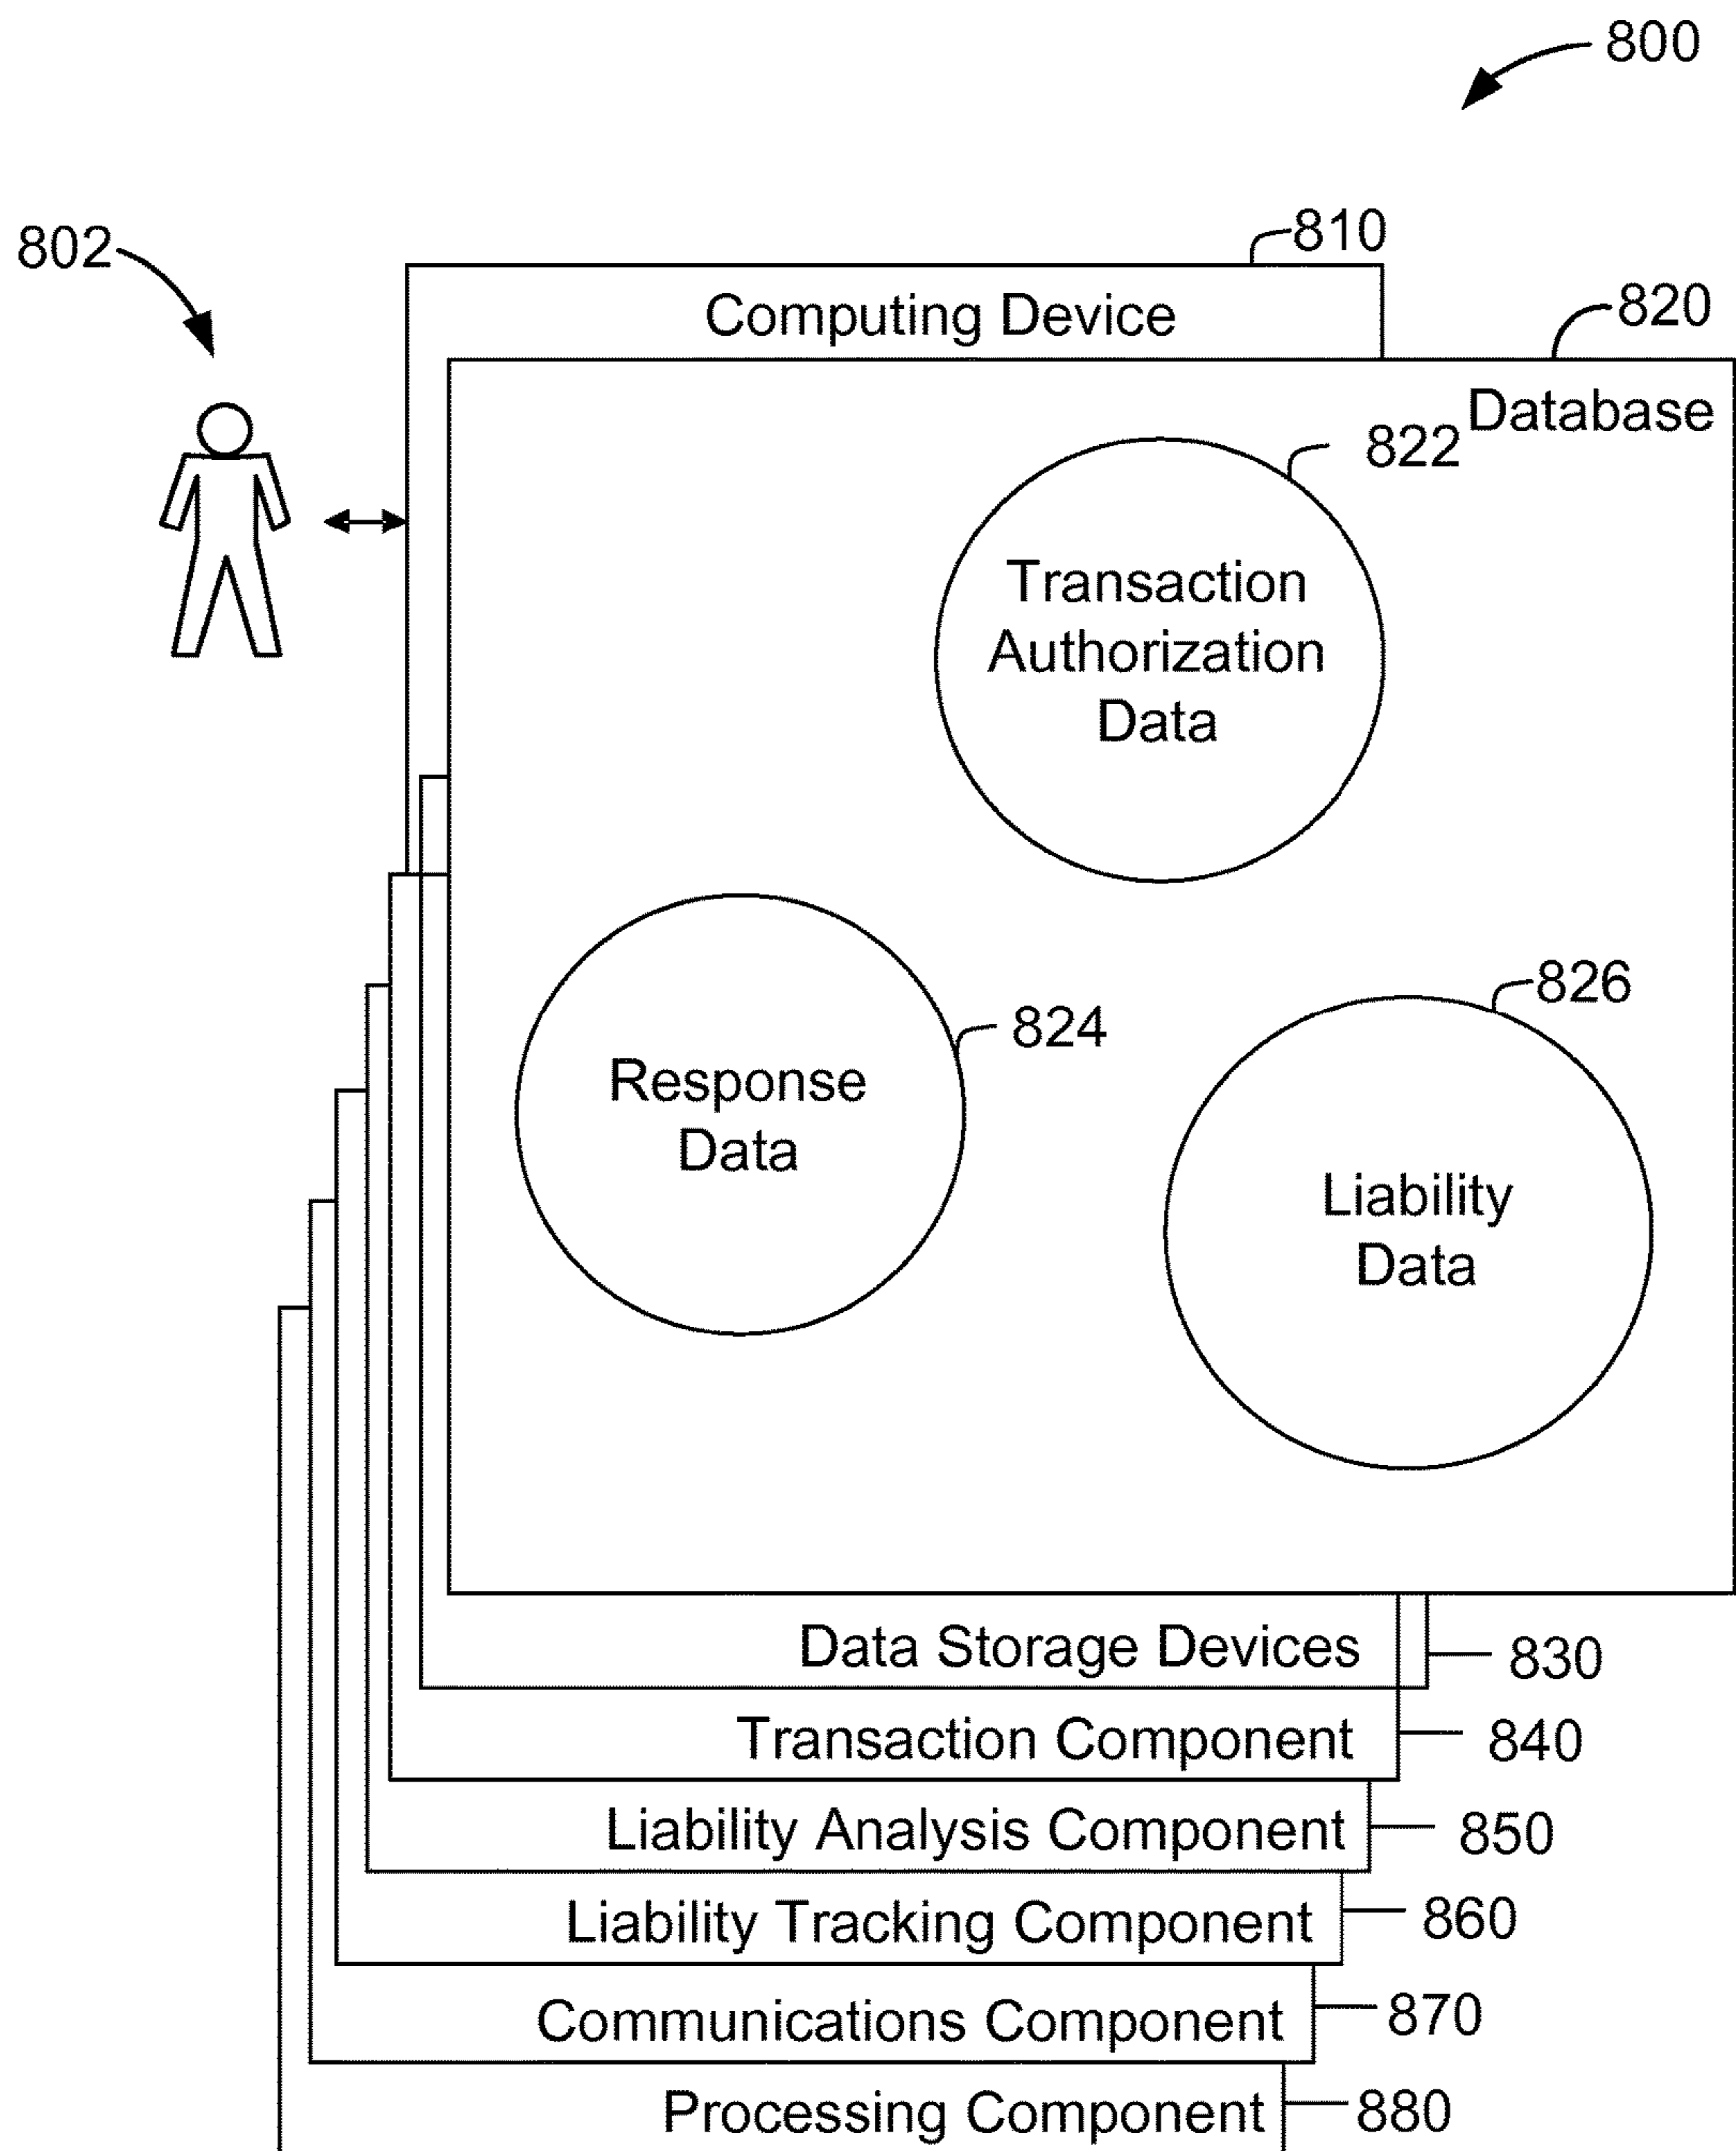 800
802
810
Computing Device
820
Database
822
Transaction
Authorization
Data
824
Response
Data
826
Liability
Data
Data Storage Devices
830
Transaction Component
840
Liability Analysis Component
850
Liability Tracking Component
860
Communications Component
870
Processing Component
880